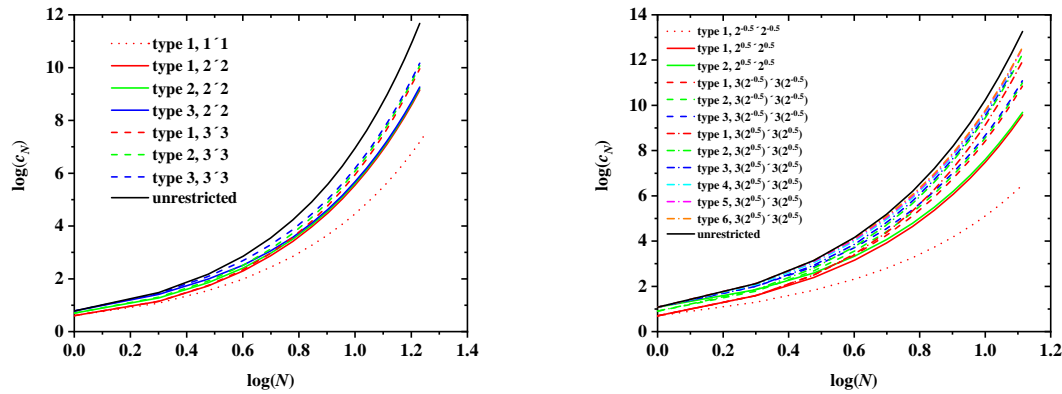 12
10
8
6
4
2
0
0.0 0.2 0.4 0.6 0.8 1.0 1.2 1.4
log(c_N)
log(N)
type 1, 1´1
type 1, 2´2
type 2, 2´2
type 3, 2´2
type 1, 3´3
type 2, 3´3
type 3, 3´3
unrestricted
14
12
10
8
6
4
2
0
0.0 0.2 0.4 0.6 0.8 1.0 1.2
log(c_N)
log(N)
type 1, 2^-0.5´2^-0.5
type 1, 2^0.5´2^0.5
type 2, 2^0.5´2^0.5
type 1, 3(2^-0.5)´3(2^-0.5)
type 2, 3(2^-0.5)´3(2^-0.5)
type 3, 3(2^-0.5)´3(2^-0.5)
type 1, 3(2^0.5)´3(2^0.5)
type 2, 3(2^0.5)´3(2^0.5)
type 3, 3(2^0.5)´3(2^0.5)
type 4, 3(2^0.5)´3(2^0.5)
type 5, 3(2^0.5)´3(2^0.5)
type 6, 3(2^0.5)´3(2^0.5)
unrestricted